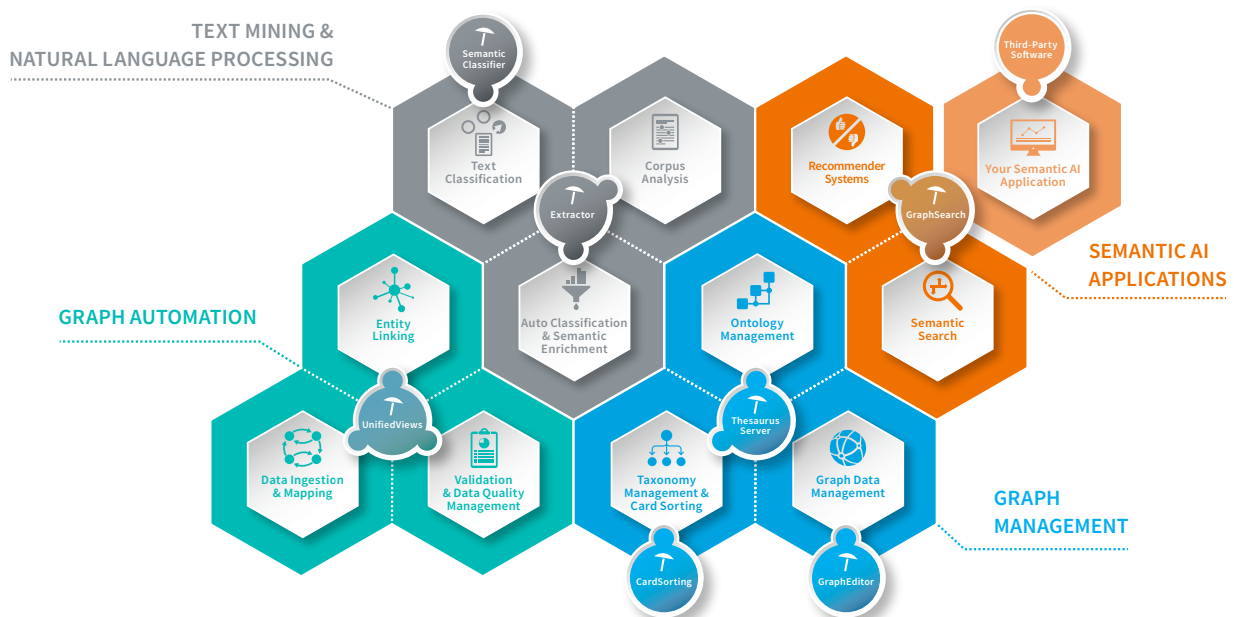 TEXT MINING &
NATURAL LANGUAGE PROCESSING
Semantic
Classifier
Third-Party
Software
Text
Classification
Corpus
Analysis
Recommender
Systems
Your Semantic AI
Application
Extractor
GraphSearch
SEMANTIC AI
APPLICATIONS
GRAPH AUTOMATION
Entity
Linking
Auto Classification
& Semantic
Enrichment
Ontology
Management
Semantic
Search
UnifiedViews
Thesaurus
Server
Data Ingestion
& Mapping
Validation
& Data Quality
Management
Taxonomy
Management &
Card Sorting
Graph Data
Management
GRAPH
MANAGEMENT
CardSorting
GraphEditor